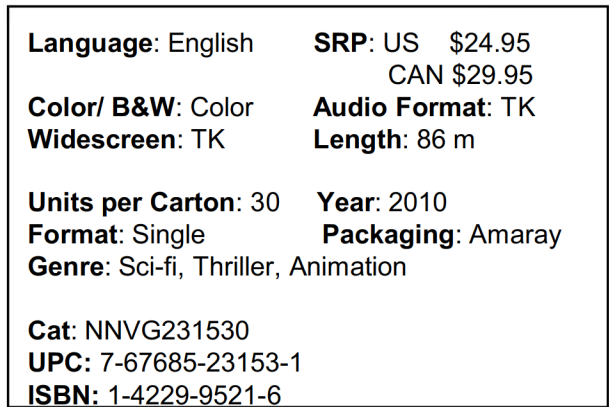 Language: English SRP: US $24.95
CAN $29.95
Color/ B&W: Color Audio Format: TK
Widescreen: TK Length: 86 m
Units per Carton: 30 Year: 2010
Format: Single Packaging: Amaray
Genre: Sci-fi, Thriller, Animation
Cat: NNVG231530
UPC: 7-67685-23153-1
ISBN: 1-4229-9521-6